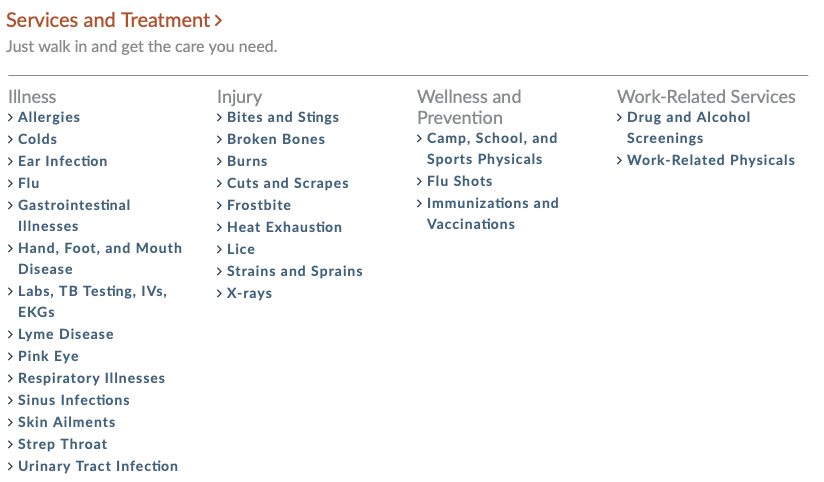 Services and Treatment >
Just walk in and get the care you need.
Illness
> Allergies
> Colds
> Ear Infection
> Flu
> Gastrointestinal
Illnesses
> Hand, Foot, and Mouth
Disease
> Labs, TB Testing, IVs,
EKGs
> Lyme Disease
> Pink Eye
> Respiratory Illnesses
> Sinus Infections
> Skin Ailments
> Strep Throat
> Urinary Tract Infection
Injury
> Bites and Stings
> Broken Bones
> Burns
> Cuts and Scrapes
> Frostbite
> Heat Exhaustion
> Lice
> Strains and Sprains
> X-rays
Wellness and
Prevention
> Camp, School, and
Sports Physicals
> Flu Shots
> Immunizations and
Vaccinations
Work-Related Services
> Drug and Alcohol
Screenings
> Work-Related Physicals